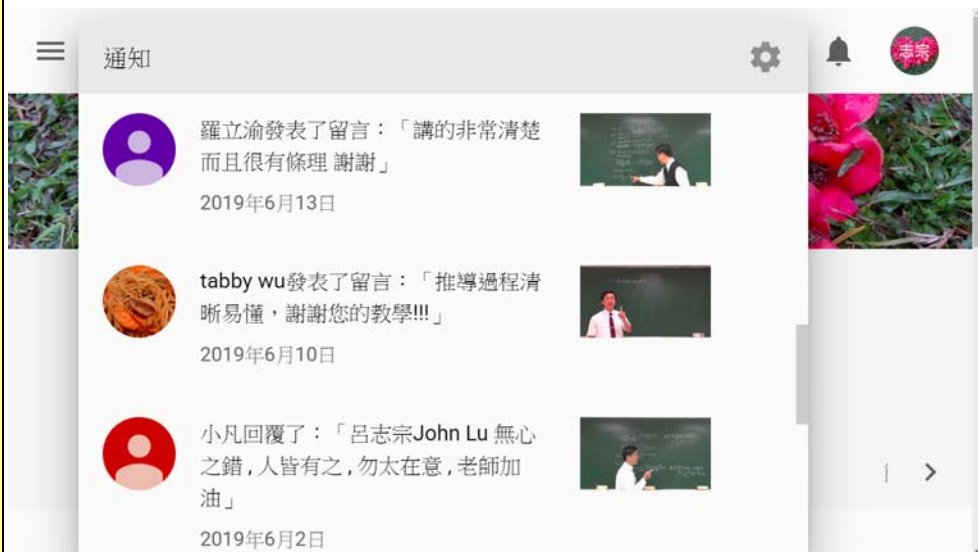 通知
志宗
羅立渝發表了留言：「講的非常清楚
而且很有條理 謝謝」
2019年6月13日
tabby wu發表了留言：「推導過程清
晰易懂，謝謝您的教學!!!」
2019年6月10日
小凡回覆了：「呂志宗John Lu 無心
之錯 , 人皆有之 , 勿太在意 , 老師加
油」
2019年6月2日